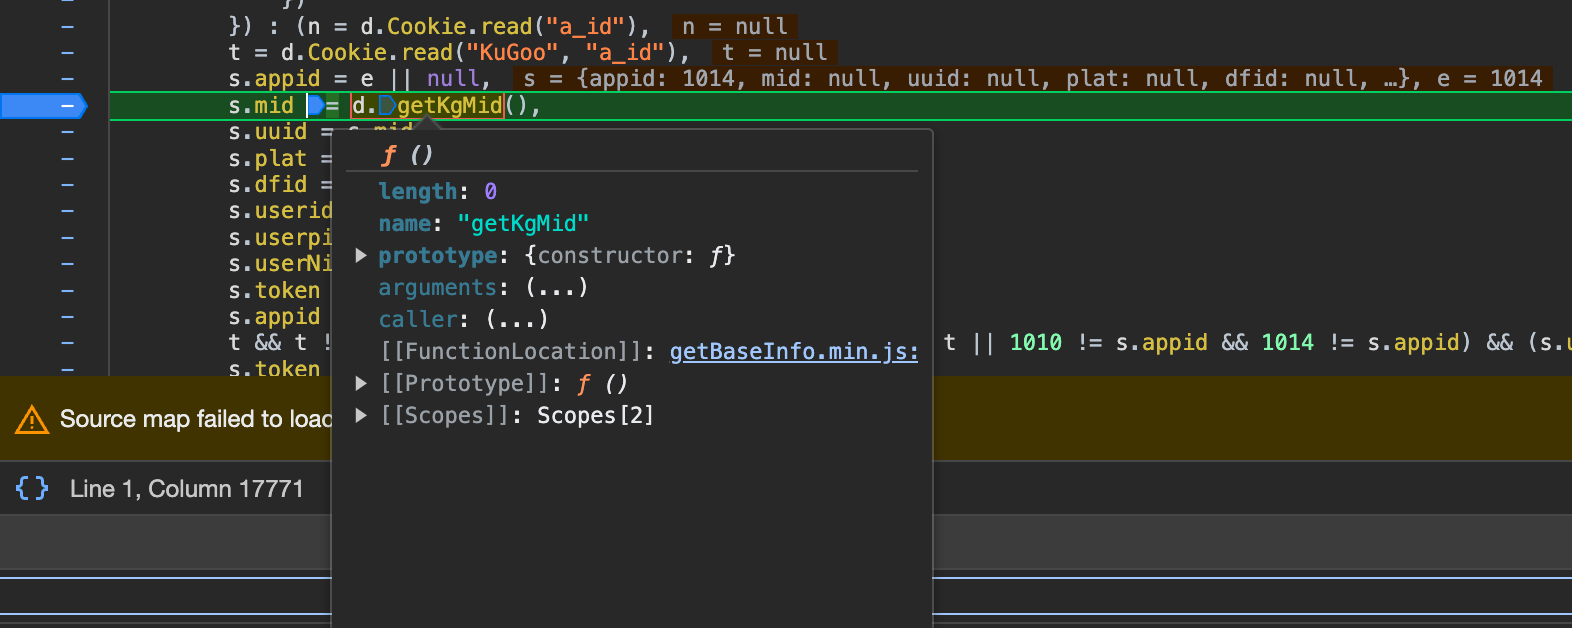 })
}) : (n = d.Cookie.read("a_id"), n = null
t = d.Cookie.read("KuGoo", "a_id"), t = null
s.appid = e || null, s = {appid: 1014, mid: null, uuid: null, plat: null, dfid: null, …}, e = 1014
s.mid = d.getKgMid(),
s.uuid = s.mid
s.plat =
s.dfid =
s.userid
s.userpi
s.userNi
s.token
s.appid
t && t ! t || 1010 != s.appid && 1014 != s.appid) && (s.u
s.token
ƒ ()
length: 0
name: "getKgMid"
prototype: {constructor: ƒ}
arguments: (...)
caller: (...)
[[FunctionLocation]]: getBaseInfo.min.js:
[[Prototype]]: ƒ ()
[[Scopes]]: Scopes[2]
Source map failed to load
{} Line 1, Column 17771